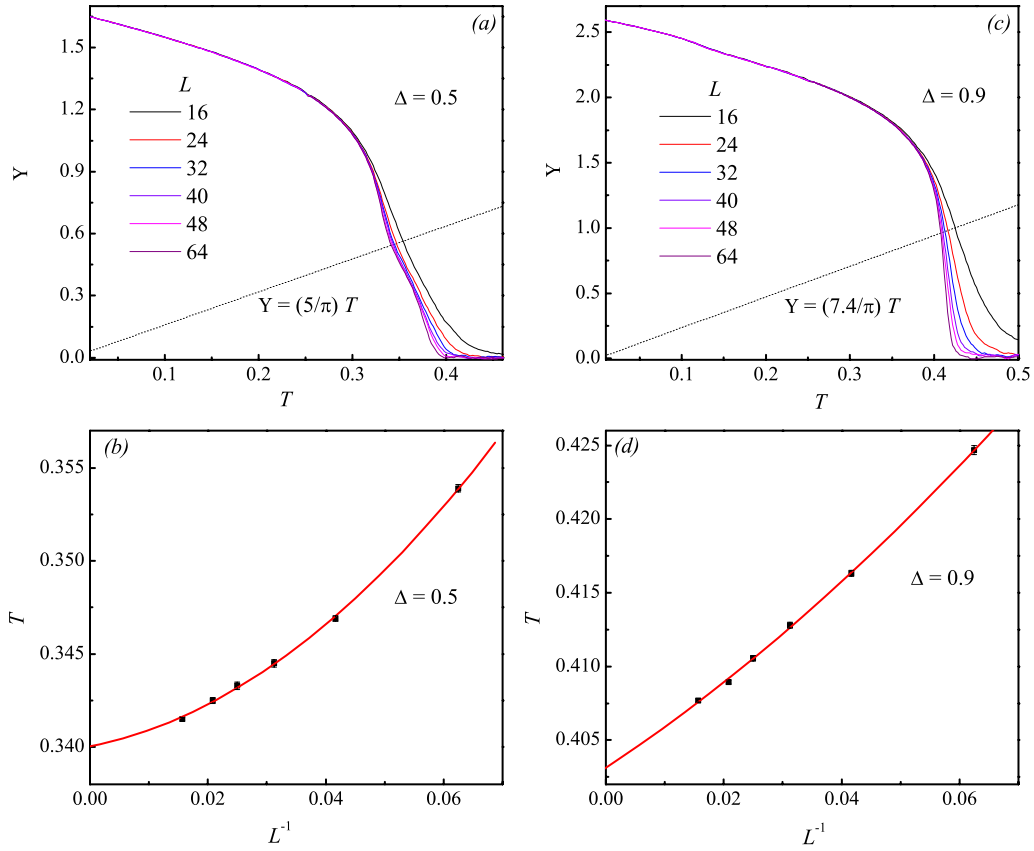 (a)
1.5
1.2
0.9
0.6
0.3
0.0
Υ
L
16
24
32
40
48
64
Δ = 0.5
Υ = (5/π) T
0.1 0.2 0.3 0.4
T
(c)
2.5
2.0
1.5
1.0
0.5
0.0
Υ
L
16
24
32
40
48
64
Δ = 0.9
Υ = (7.4/π) T
0.1 0.2 0.3 0.4 0.5
T
(b)
0.355
0.350
0.345
0.340
T
Δ = 0.5
0.00 0.02 0.04 0.06
L⁻¹
(d)
0.425
0.420
0.415
0.410
0.405
T
Δ = 0.9
0.00 0.02 0.04 0.06
L⁻¹